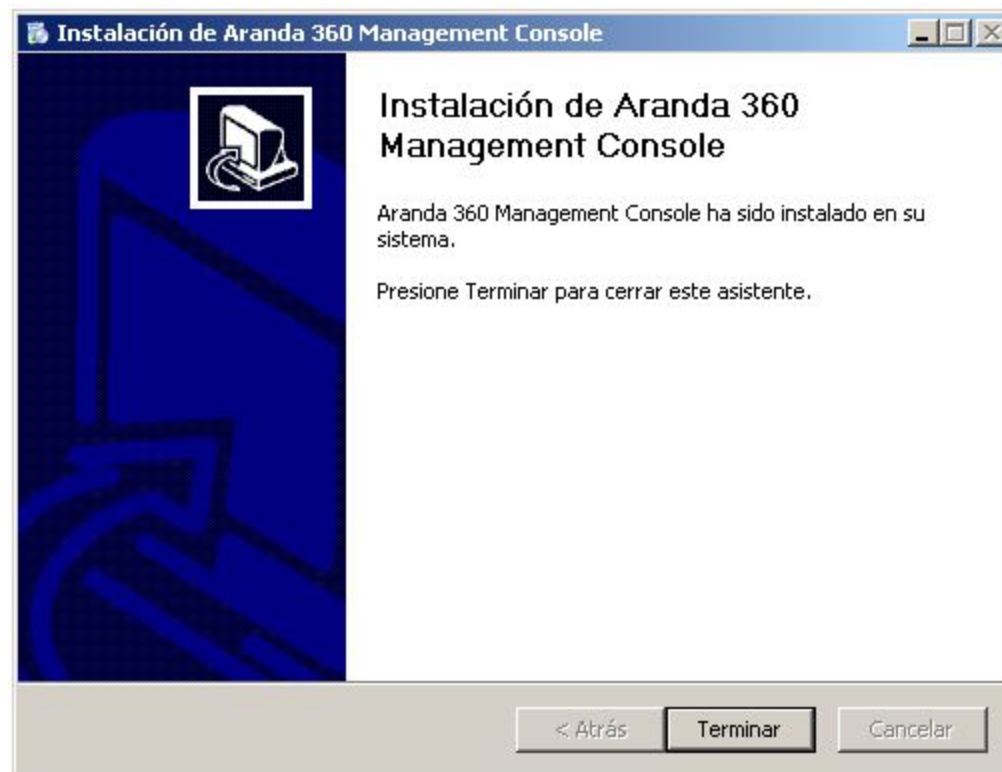 Instalación de Aranda 360 Management Console
Instalación de Aranda 360
Management Console
Aranda 360 Management Console ha sido instalado en su
sistema.
Presione Terminar para cerrar este asistente.
< Atrás
Terminar
Cancelar